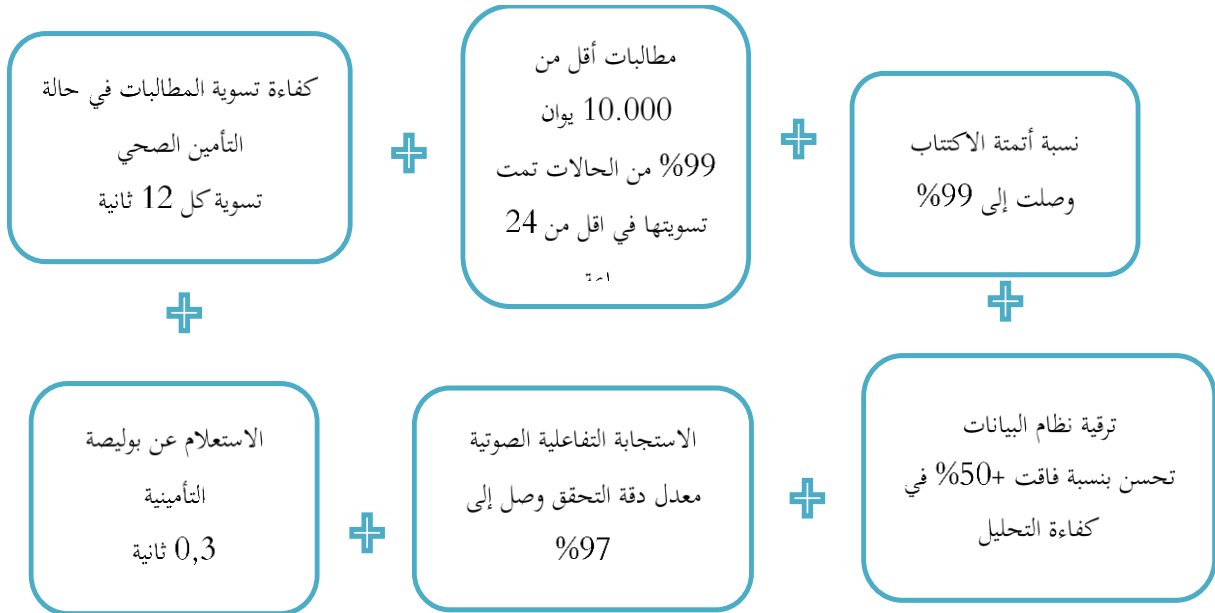 نسبة أتمتة الاكتتاب
وصلت إلى 99%
مطالبات أقل من
10.000 يوان
99% من الحالات تمت
تسويتها في اقل من 24
كفاءة تسوية المطالبات في حالة
التأمين الصحي
تسوية كل 12 ثانية
ترقية نظام البيانات
تحسن بنسبة فاقت +50% في
كفاءة التحليل
الاستجابة التفاعلية الصوتية
معدل دقة التحقق وصل إلى
97%
الاستعلام عن بوليصة
التأمينية
0,3 ثانية